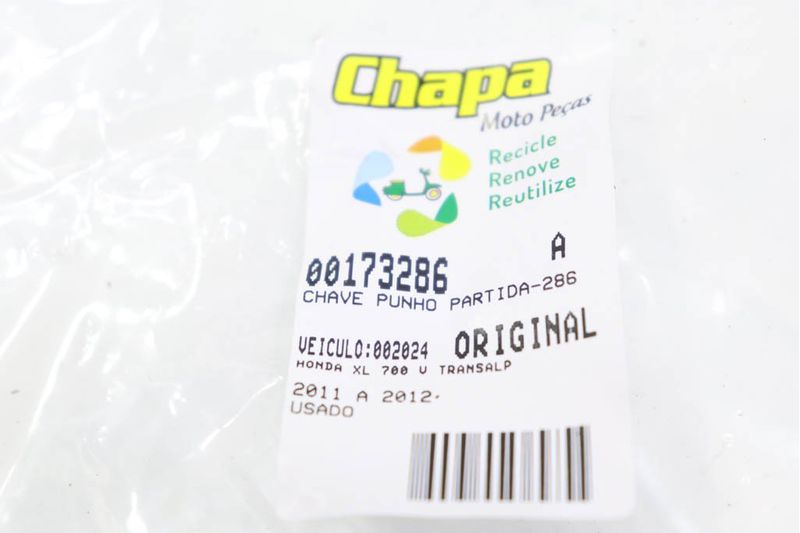 Chapa
Moto Peças
Recicle
Renove
Reutilize
A
00173286
CHAVE PUNHO PARTIDA-286
VEICULO:002024 ORIGINAL
HONDA XL 700 V TRANSALP
2011 A 2012.
USADO